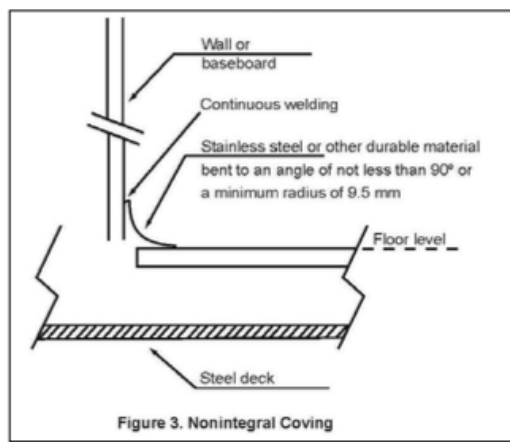 Wall or
baseboard
Continuous welding
Stainless steel or other durable material
bent to an angle of not less than 90º or
a minimum radius of 9.5 mm
Floor level
Steel deck
Figure 3. Nonintegral Coving